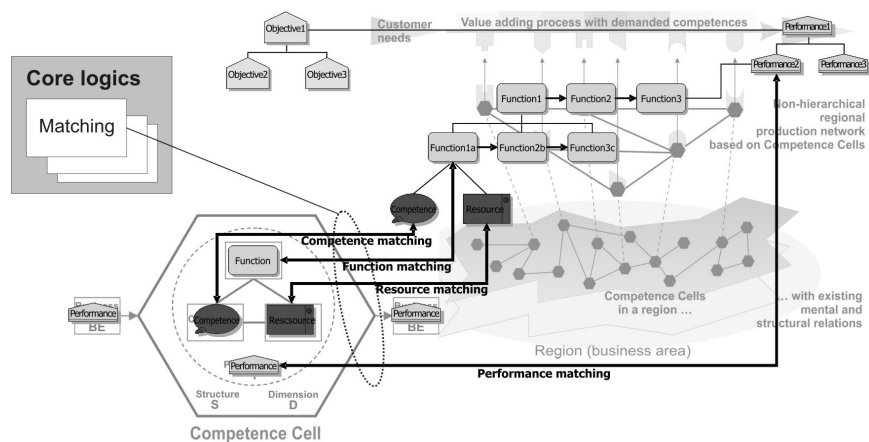 Objective1
Customer
needs
Value adding process with demanded competences
Performance1
Objective2
Objective3
Performance2
Performance3
Core logics
Matching
Function1
Function2
Function3
Non-hierarchical
regional
production network
based on Competence Cells
Function1a
Function2b
Function3c
Competence
Resource
Competence matching
Function
Function matching
Resource matching
Competence Cells
in a region ...
... with existing
mental and
structural relations
Performance
BE
Competence
Rescsource
Performance
BE
Region (business area)
Performance
Performance matching
Structure
S
Dimension
D
Competence Cell